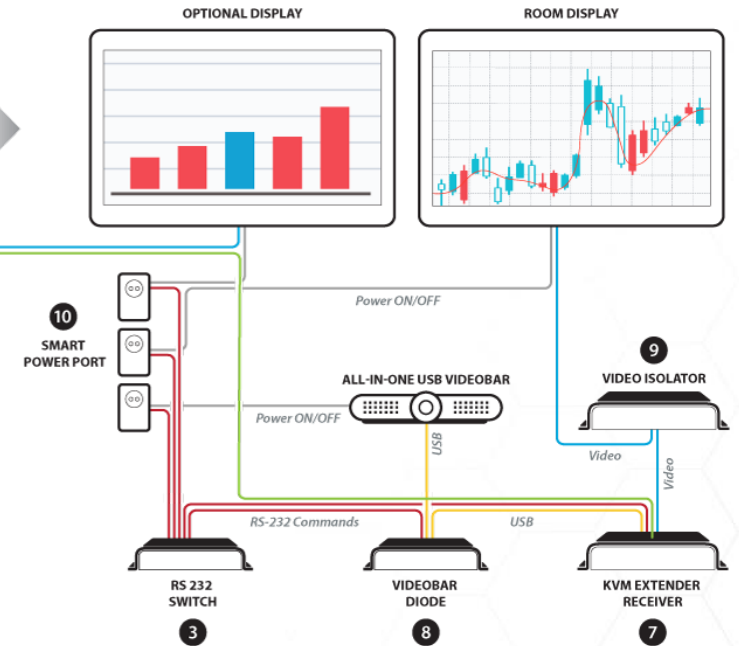 OPTIONAL DISPLAY
ROOM DISPLAY
Power ON/OFF
10
SMART
POWER PORT
9
VIDEO ISOLATOR
ALL-IN-ONE USB VIDEOBAR
Power ON/OFF
USB
Video
Video
RS-232 Commands
USB
RS 232
SWITCH
3
VIDEOBAR
DIODE
8
KVM EXTENDER
RECEIVER
7